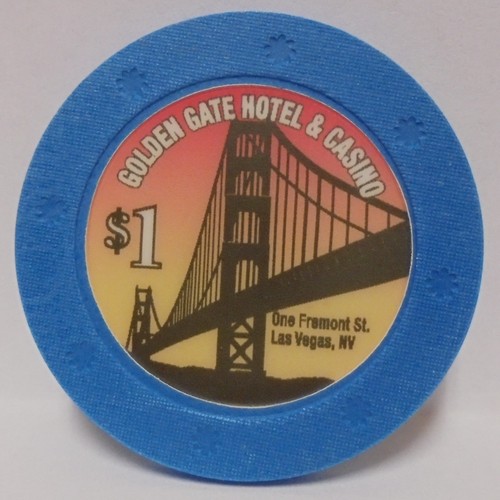 GOLDEN GATE HOTEL & CASINO
$1
One Fremont St.
Las Vegas, NV